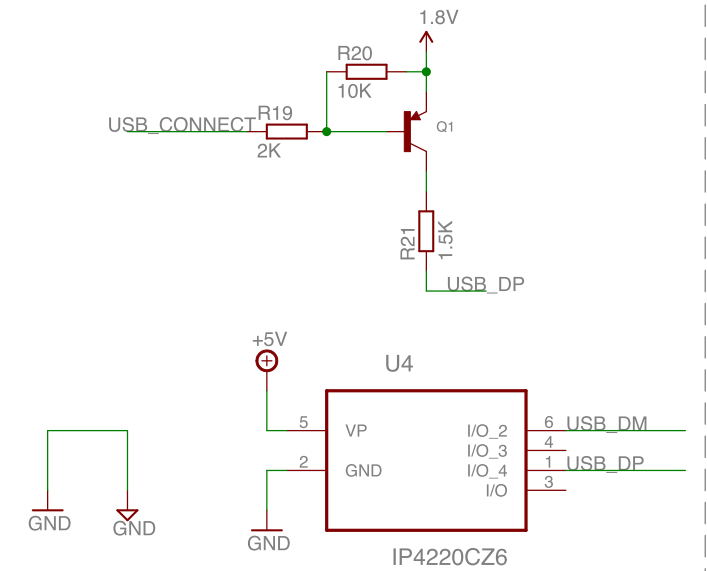 1.8V
R20
10K
USB_CONNECT
R19
2K
Q1
R21
1.5K
USB_DP
+5V
U4
5
VP
I/O_2
6
USB_DM
I/O_3
4
2
GND
I/O_4
1
USB_DP
I/O
3
GND
GND
GND
IP4220CZ6